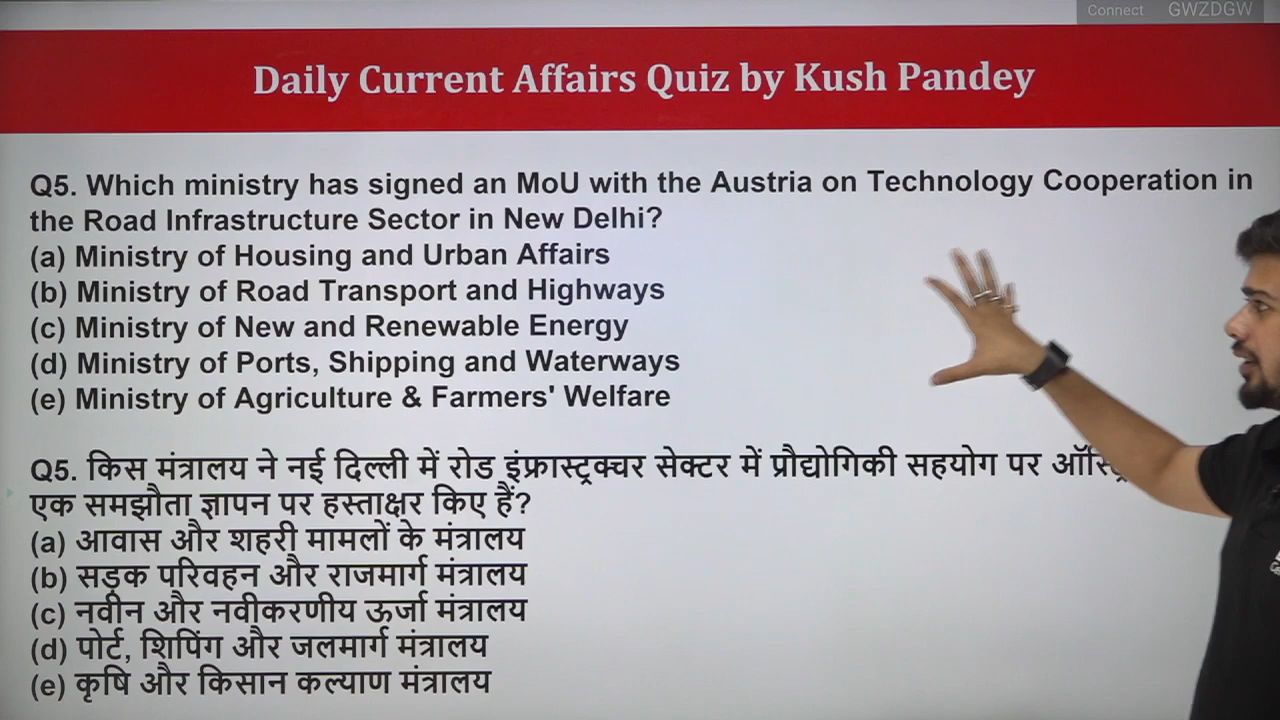 Connect GWZDGW
Daily Current Affairs Quiz by Kush Pandey
Q5. Which ministry has signed an MoU with the Austria on Technology Cooperation in
the Road Infrastructure Sector in New Delhi?
(a) Ministry of Housing and Urban Affairs
(b) Ministry of Road Transport and Highways
(c) Ministry of New and Renewable Energy
(d) Ministry of Ports, Shipping and Waterways
(e) Ministry of Agriculture & Farmers' Welfare
Q5. किस मंत्रालय ने नई दिल्ली में रोड इंफ्रास्ट्रक्चर सेक्टर में प्रौद्योगिकी सहयोग पर
एक समझौता ज्ञापन पर हस्ताक्षर किए हैं?
(a) आवास और शहरी मामलों के मंत्रालय
(b) सड़क परिवहन और राजमार्ग मंत्रालय
(c) नवीन और नवीकरणीय ऊर्जा मंत्रालय
(d) पोर्ट, शिपिंग और जलमार्ग मंत्रालय
(e) कृषि और किसान कल्याण मंत्रालय